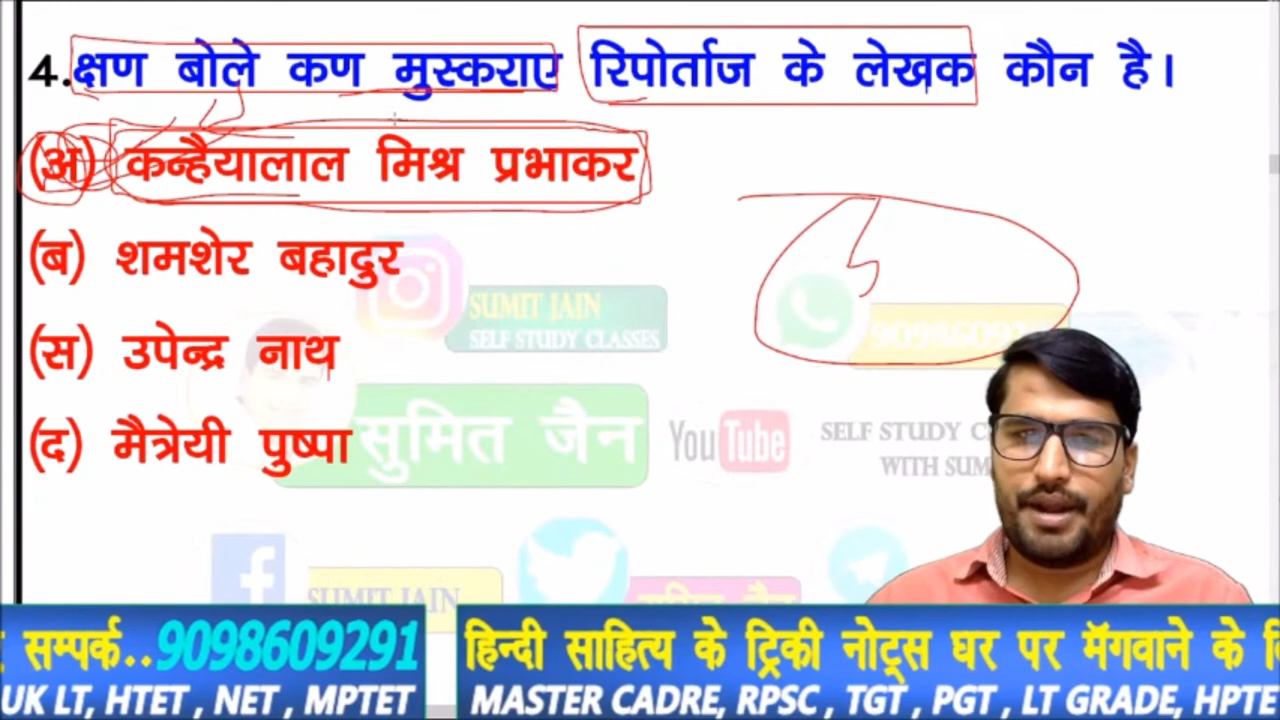 4. क्षण बोले कण मुस्कराए रिपोर्ताज के लेखक कौन है।
(अ) कन्हैयालाल मिश्र प्रभाकर
(ब) शमशेर बहादुर
SUMIT JAIN
SELF STUDY CLASSES
(स) उपेन्द्र नाथ
(द) मैत्रेयी पुष्पा
सुमित जैन
YouTube
SELF STUDY
WITH
SUMIT JAIN
सुमित जैन
सम्पर्क..9098609291
हिन्दी साहित्य के ट्रिकी नोट्स घर पर मॅगवाने के
UK LT, HTET , NET , MPTET
MASTER CADRE, RPSC , TGT , PGT , LT GRADE, HPTE